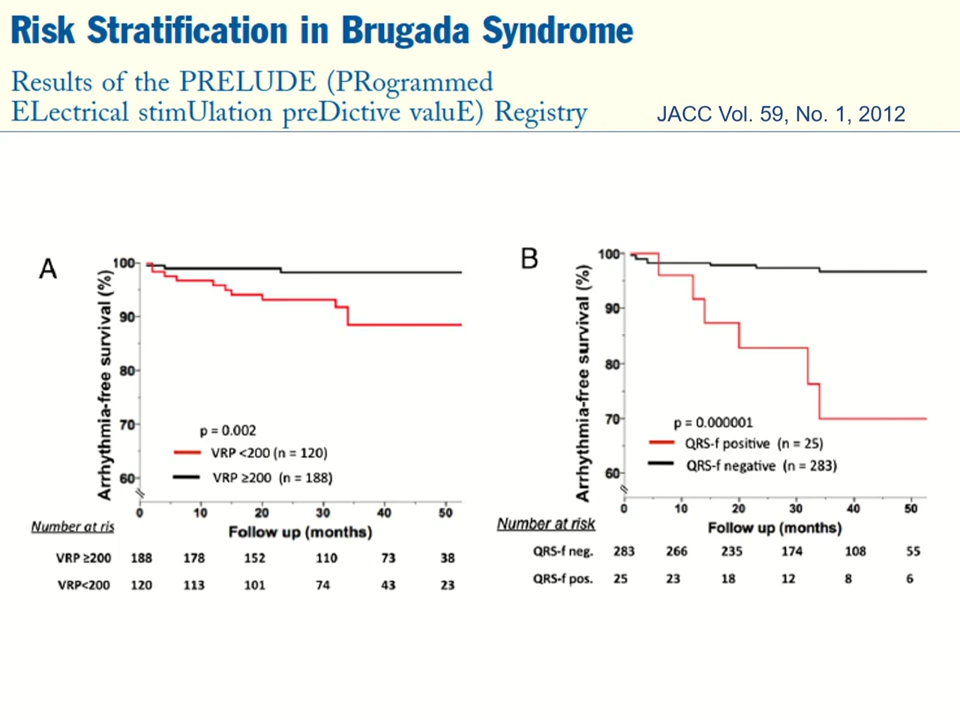 Risk Stratification in Brugada Syndrome
Results of the PRELUDE (PRogrammed
ELectrical stimUlation preDictive valuE) Registry
JACC Vol. 59, No. 1, 2012
A
Arrhythmia-free survival (%)
100
90
80
70
60
p = 0.002
VRP <200 (n = 120)
VRP ≥200 (n = 188)
0 10 20 30 40 50
Follow up (months)
Number at ris
VRP ≥200 188 178 152 110 73 38
VRP<200 120 113 101 74 43 23
B
Arrhythmia-free survival (%)
100
90
80
70
60
p = 0.000001
QRS-f positive (n = 25)
QRS-f negative (n = 283)
0 10 20 30 40 50
Follow up (months)
Number at risk
QRS-f neg. 283 266 235 174 108 55
QRS-f pos. 25 23 18 12 8 6